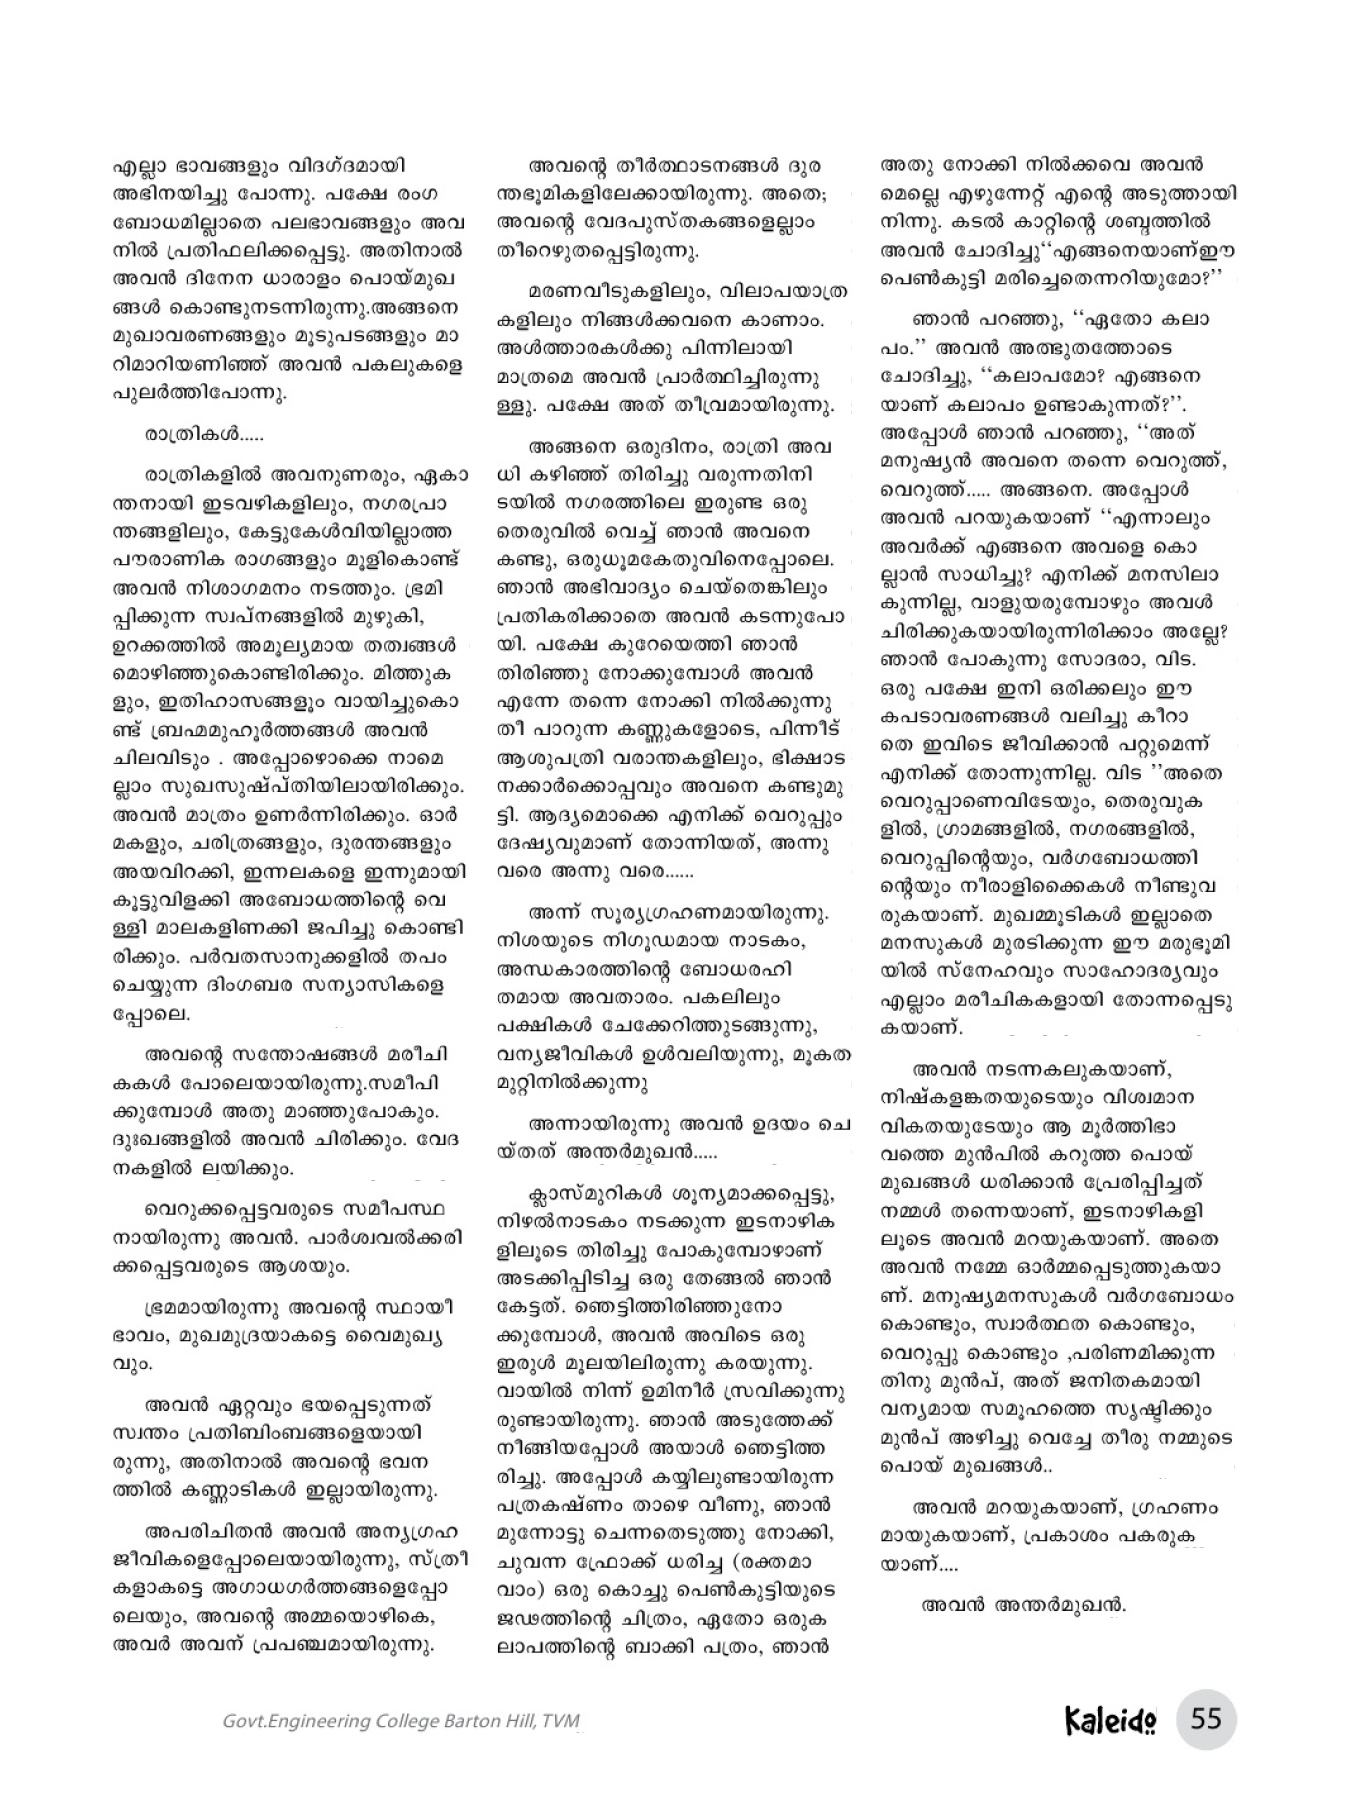 എല്ലാ ഭാവങ്ങളും വിദഗ്ദമായി
അഭിനയിച്ചു പോന്നു. പക്ഷേ രംഗ
ബോധമില്ലാതെ പലഭാവങ്ങളും അവ
നിൽ പ്രതിഫലിക്കപ്പെട്ടു. അതിനാൽ
അവൻ ദിനേന ധാരാളം പൊയ്മുഖ
ങ്ങൾ കൊണ്ടുനടന്നിരുന്നു.അങ്ങനെ
മുഖാവരണങ്ങളും മൂടുപടങ്ങളും മാ
റിമാറിയണിഞ്ഞ് അവൻ പകലുകളെ
പുലർത്തിപോന്നു.
രാത്രികൾ.....
രാത്രികളിൽ അവനുണരും, ഏകാ
ന്തനായി ഇടവഴികളിലും, നഗരപ്രാ
ന്തങ്ങളിലും, കേട്ടുകേൾവിയില്ലാത്ത
പൗരാണിക രാഗങ്ങളും മൂളികൊണ്ട്
അവൻ നിശാഗമനം നടത്തും. ഭ്രമി
പ്പിക്കുന്ന സ്വപ്നങ്ങളിൽ മുഴുകി,
ഉറക്കത്തിൽ അമൂല്യമായ തത്വങ്ങൾ
മൊഴിഞ്ഞുകൊണ്ടിരിക്കും. മിത്തുക
ളും, ഇതിഹാസങ്ങളൂം വായിച്ചുകൊ
ണ്ട് ബ്രഹ്മമുഹൂർത്തങ്ങൾ അവൻ
ചിലവിടും . അപ്പോഴൊക്കെ നാമെ
ല്ലാം സുഖസുഷ്പ്തിയിലായിരിക്കും.
അവൻ മാത്രം ഉണർന്നിരിക്കും. ഓർ
മകളും, ചരിത്രങ്ങളും, ദുരന്തങ്ങളും
അയവിറക്കി, ഇന്നലകളെ ഇന്നുമായി
കൂട്ടുവിളക്കി അബോധത്തിന്റെ വെ
ള്ളി മാലകളിണക്കി ജപിച്ചു കൊണ്ടി
രിക്കും. പർവതസാനുക്കളിൽ തപം
ചെയ്യുന്ന ദിംഗബര സന്യാസികളെ
പ്പോലെ.
അവന്റെ സന്തോഷങ്ങൾ മരീചി
കകൾ പോലെയായിരുന്നു.സമീപി
ക്കുമ്പോൾ അതു മാഞ്ഞുപോകും.
ദുഃഖങ്ങളിൽ അവൻ ചിരിക്കും. വേദ
നകളിൽ ലയിക്കും.
വെറുക്കപ്പെട്ടവരുടെ സമീപസ്ഥ
നായിരുന്നു അവൻ. പാർശ്വവൽക്കരി
ക്കപ്പെട്ടവരുടെ ആശയും.
ഭ്രമമായിരുന്നു അവന്റെ സ്ഥായീ
ഭാവം, മുഖമുദ്രയാകട്ടെ വൈമുഖ്യ
വും.
അവൻ ഏറ്റവും ഭയപ്പെടുന്നത്
സ്വന്തം പ്രതിബിംബങ്ങളെയായി
രുന്നു, അതിനാൽ അവന്റെ ഭവന
ത്തിൽ കണ്ണാടികൾ ഇല്ലായിരുന്നു.
അപരിചിതൻ അവൻ അന്യഗ്രഹ
ജീവികളെപ്പോലെയായിരുന്നു, സ്ത്രീ
കളാകട്ടെ അഗാധഗർത്തങ്ങളെപ്പോ
ലെയും, അവന്റെ അമ്മയൊഴികെ,
അവർ അവന് പ്രപഞ്ചമായിരുന്നു.
അവന്റെ തീർത്ഥാടനങ്ങൾ ദുര
ന്തഭൂമികളിലേക്കായിരുന്നു. അതെ;
അവന്റെ വേദപുസ്തകങ്ങളെല്ലാം
തീറെഴുതപ്പെട്ടിരുന്നു.
മരണവീടുകളിലും, വിലാപയാത്ര
കളിലും നിങ്ങൾക്കവനെ കാണാം.
അൾത്താരകൾക്കു പിന്നിലായി
മാത്രമെ അവൻ പ്രാർത്ഥിച്ചിരുന്നു
ള്ളു. പക്ഷേ അത് തീവ്രമായിരുന്നു.
അങ്ങനെ ഒരുദിനം, രാത്രി അവ
ധി കഴിഞ്ഞ് തിരിച്ചു വരുന്നതിനി
ടയിൽ നഗരത്തിലെ ഇരുണ്ട ഒരു
തെരുവിൽ വെച്ച് ഞാൻ അവനെ
കണ്ടു, ഒരുധൂമകേതുവിനെപ്പോലെ.
ഞാൻ അഭിവാദ്യം ചെയ്തെങ്കിലും
പ്രതികരിക്കാതെ അവൻ കടന്നുപോ
യി. പക്ഷേ കുറേയെത്തി ഞാൻ
തിരിഞ്ഞു നോക്കുമ്പോൾ അവൻ
എന്നേ തന്നെ നോക്കി നിൽക്കുന്നു
തീ പാറുന്ന കണ്ണുകളോടെ, പിന്നീട്
ആശുപത്രി വരാന്തകളിലും, ഭിക്ഷാട
നക്കാർക്കൊപ്പവും അവനെ കണ്ടുമു
ട്ടി. ആദ്യമൊക്കെ എനിക്ക് വെറുപ്പും
ദേഷ്യവുമാണ് തോന്നിയത്, അന്നു
വരെ അന്നു വരെ......
അന്ന് സൂര്യഗ്രഹണമായിരുന്നു.
നിശയുടെ നിഗൂഡമായ നാടകം,
അന്ധകാരത്തിന്റെ ബോധരഹി
തമായ അവതാരം. പകലിലും
പക്ഷികൾ ചേക്കേറിത്തുടങ്ങുന്നു,
വന്യജീവികൾ ഉൾവലിയുന്നു, മൂകത
മുറ്റിനിൽക്കുന്നു
അന്നായിരുന്നു അവൻ ഉദയം ചെ
യ്തത് അന്തർമുഖൻ.....
ക്ലാസ്മുറികൾ ശൂന്യമാക്കപ്പെട്ടു,
നിഴൽനാടകം നടക്കുന്ന ഇടനാഴിക
ളിലൂടെ തിരിച്ചു പോകുമ്പോഴാണ്
അടക്കിപ്പിടിച്ച ഒരു തേങ്ങൽ ഞാൻ
കേട്ടത്. ഞെട്ടിത്തിരിഞ്ഞുനോ
ക്കുമ്പോൾ, അവൻ അവിടെ ഒരു
ഇരുൾ മൂലയിലിരുന്നു കരയുന്നു.
വായിൽ നിന്ന് ഉമിനീർ സ്രവിക്കുന്നു
രുണ്ടായിരുന്നു. ഞാൻ അടുത്തേക്ക്
നീങ്ങിയപ്പോൾ അയാൾ ഞെട്ടിത്ത
രിച്ചു. അപ്പോൾ കയ്യിലുണ്ടായിരുന്ന
പത്രകഷ്ണം താഴെ വീണു, ഞാൻ
മുന്നോട്ടു ചെന്നതെടുത്തു നോക്കി,
ചുവന്ന ഫ്രോക്ക് ധരിച്ച (രക്തമാ
വാം) ഒരു കൊച്ചു പെൺകുട്ടിയുടെ
ജഢത്തിന്റെ ചിത്രം, ഏതോ ഒരുക
ലാപത്തിന്റെ ബാക്കി പത്രം, ഞാൻ
അതു നോക്കി നിൽക്കവെ അവൻ
മെല്ലെ എഴുന്നേറ്റ് എന്റെ അടുത്തായി
നിന്നു. കടൽ കാറ്റിന്റെ ശബ്ദത്തിൽ
അവൻ ചോദിച്ചു‘‘എങ്ങനെയാണ്ഈ
പെൺകുട്ടി മരിച്ചെതെന്നറിയുമോ?’’
ഞാൻ പറഞ്ഞു, ‘‘ഏതോ കലാ
പം.’’ അവൻ അത്ഭുതത്തോടെ
ചോദിച്ചു, ‘‘കലാപമോ? എങ്ങനെ
യാണ് കലാപം ഉണ്ടാകുന്നത്?’’.
അപ്പോൾ ഞാൻ പറഞ്ഞു, ‘‘അത്
മനുഷ്യൻ അവനെ തന്നെ വെറുത്ത്,
വെറുത്ത്..... അങ്ങനെ. അപ്പോൾ
അവൻ പറയുകയാണ് ‘‘എന്നാലും
അവർക്ക് എങ്ങനെ അവളെ കൊ
ല്ലാൻ സാധിച്ചു? എനിക്ക് മനസിലാ
കുന്നില്ല, വാളുയരുമ്പോഴും അവൾ
ചിരിക്കുകയായിരുന്നിരിക്കാം അല്ലേ?
ഞാൻ പോകുന്നു സോദരാ, വിട.
ഒരു പക്ഷേ ഇനി ഒരിക്കലും ഈ
കപടാവരണങ്ങൾ വലിച്ചു കീറാ
തെ ഇവിടെ ജീവിക്കാൻ പറ്റുമെന്ന്
എനിക്ക് തോന്നുന്നില്ല. വിട ’’അതെ
വെറുപ്പാണെവിടേയും, തെരുവുക
ളിൽ, ഗ്രാമങ്ങളിൽ, നഗരങ്ങളിൽ,
വെറുപ്പിന്റെയും, വർഗബോധത്തി
ന്റെയും നീരാളിക്കൈകൾ നീണ്ടുവ
രുകയാണ്. മുഖമ്മൂടികൾ ഇല്ലാതെ
മനസുകൾ മുരടിക്കുന്ന ഈ മരുഭൂമി
യിൽ സ്നേഹവും സാഹോദര്യവും
എല്ലാം മരീചികകളായി തോന്നപ്പെടു
കയാണ്.
അവൻ നടന്നകലുകയാണ്,
നിഷ്കളങ്കതയുടെയും വിശ്വമാന
വികതയുടേയും ആ മൂർത്തിഭാ
വത്തെ മുൻപിൽ കറുത്ത പൊയ്
മുഖങ്ങൾ ധരിക്കാൻ പ്രേരിപ്പിച്ചത്
നമ്മൾ തന്നെയാണ്, ഇടനാഴികളി
ലൂടെ അവൻ മറയുകയാണ്. അതെ
അവൻ നമ്മേ ഓർമ്മപ്പെടുത്തുകയാ
ണ്. മനുഷ്യമനസുകൾ വർഗബോധം
കൊണ്ടും, സ്വാർത്ഥത കൊണ്ടും,
വെറുപ്പു കൊണ്ടും ,പരിണമിക്കുന്ന
തിനു മുൻപ്, അത് ജനിതകമായി
വന്യമായ സമൂഹത്തെ സൃഷ്ടിക്കും
മുൻപ് അഴിച്ചു വെച്ചേ തീരു നമ്മുടെ
പൊയ് മുഖങ്ങൾ..
അവൻ മറയുകയാണ്, ഗ്രഹണം
മായുകയാണ്, പ്രകാശം പകരുക
യാണ്....
അവൻ അന്തർമുഖൻ.
Govt.Engineering College Barton Hill, TVM
Kaleido 55